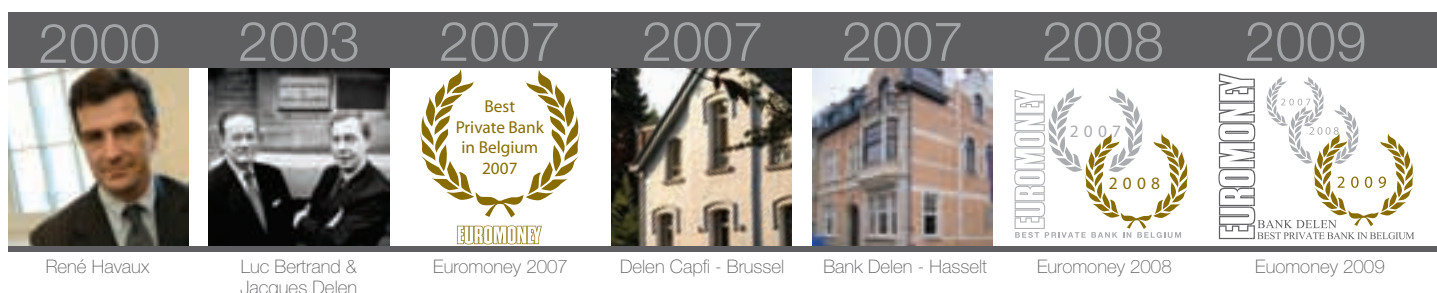 2000 2003 2007 2007 2007 2008 2009
Best
Private Bank
in Belgium
2007
EUROMONEY
EUROMONEY
2007
2008
BEST PRIVATE BANK IN BELGIUM
EUROMONEY
2007
2008
2009
BANK DELEN
BEST PRIVATE BANK IN BELGIUM
René Havaux
Luc Bertrand &
Jacques Delen
Euromoney 2007
Delen Capfi - Brussel
Bank Delen - Hasselt
Euromoney 2008
Euomoney 2009